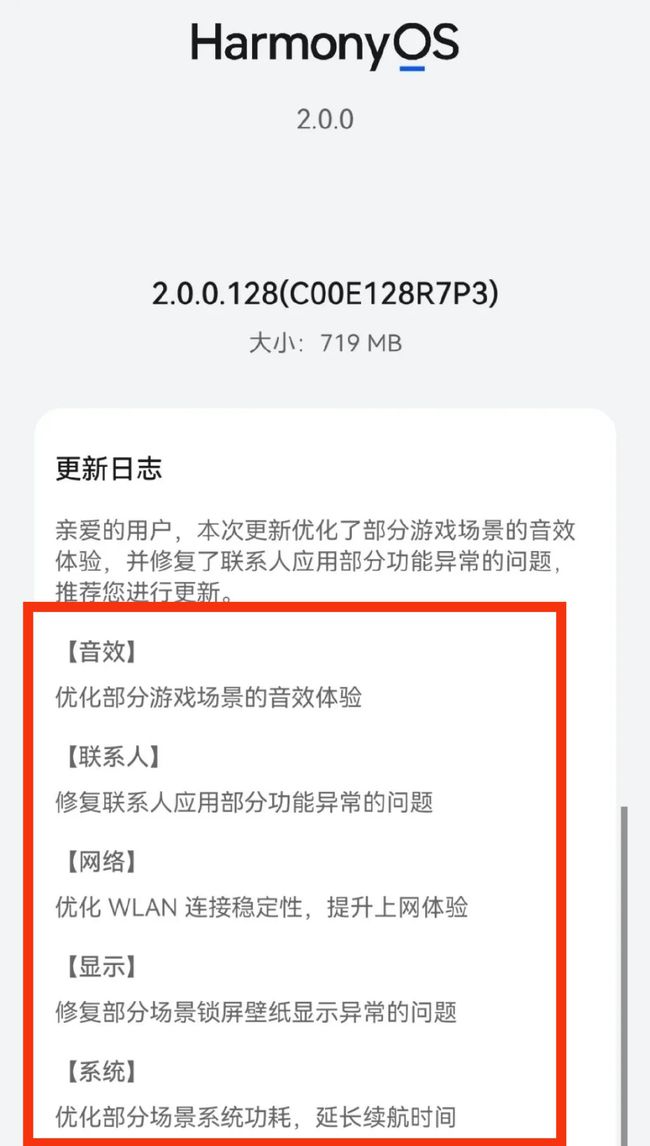 HarmonyOS
2.0.0
2.0.0.128(C00E128R7P3)
大小：719 MB
更新日志
亲爱的用户，本次更新优化了部分游戏场景的音效
体验，并修复了联系人应用部分功能异常的问题，
推荐您进行更新。
【音效】
优化部分游戏场景的音效体验
【联系人】
修复联系人应用部分功能异常的问题
【网络】
优化 WLAN 连接稳定性，提升上网体验
【显示】
修复部分场景锁屏壁纸显示异常的问题
【系统】
优化部分场景系统功耗，延长续航时间